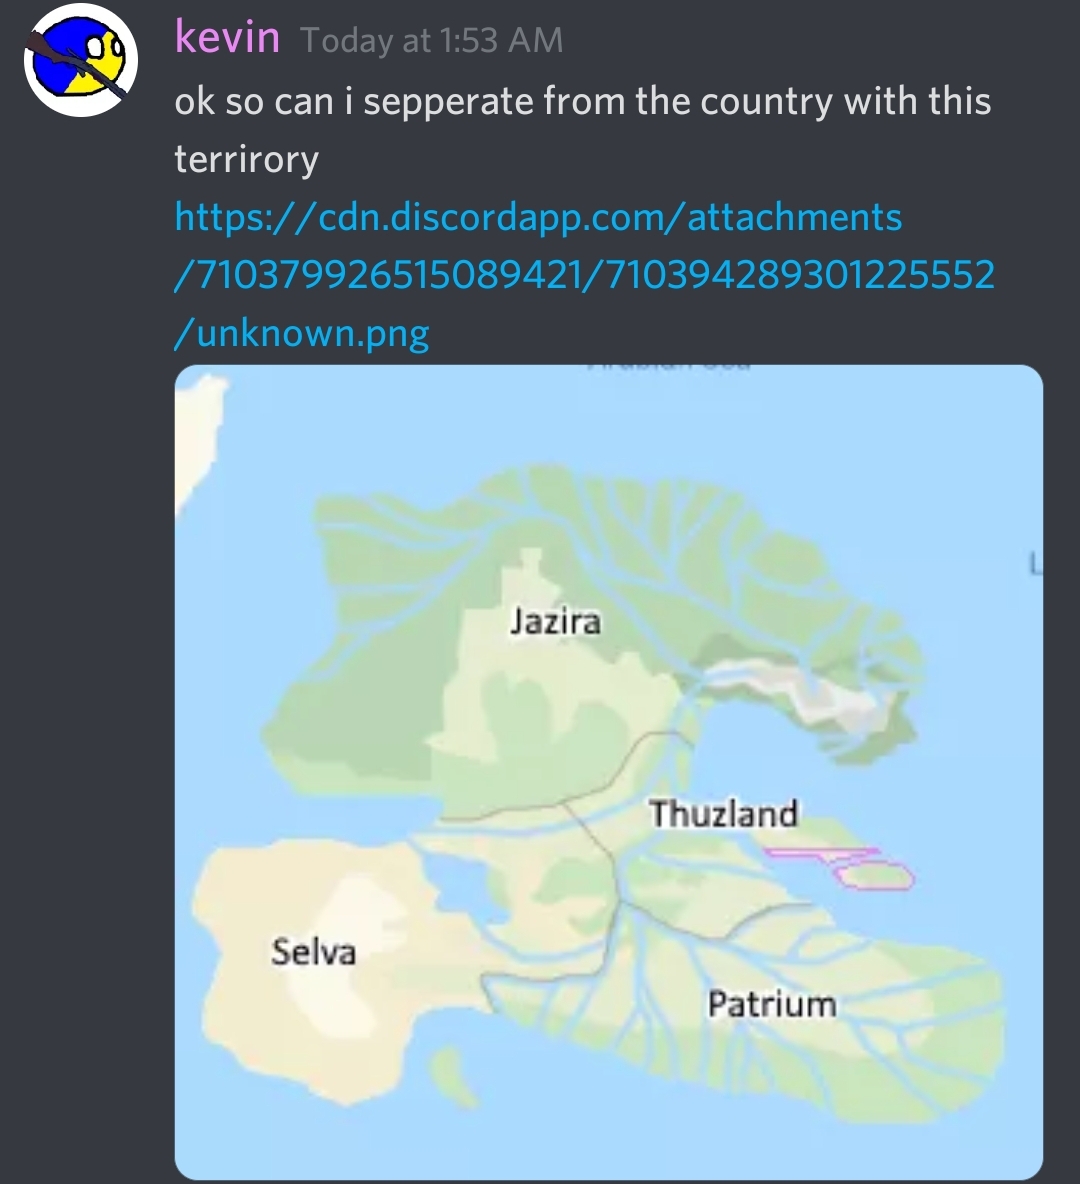 kevin Today at 1:53 AM
ok so can i sepperate from the country with this
terrirory
https://cdn.discordapp.com/attachments
/710379926515089421/710394289301225552
/unknown.png
L
Jazira
Thuzland
Selva
Patrium